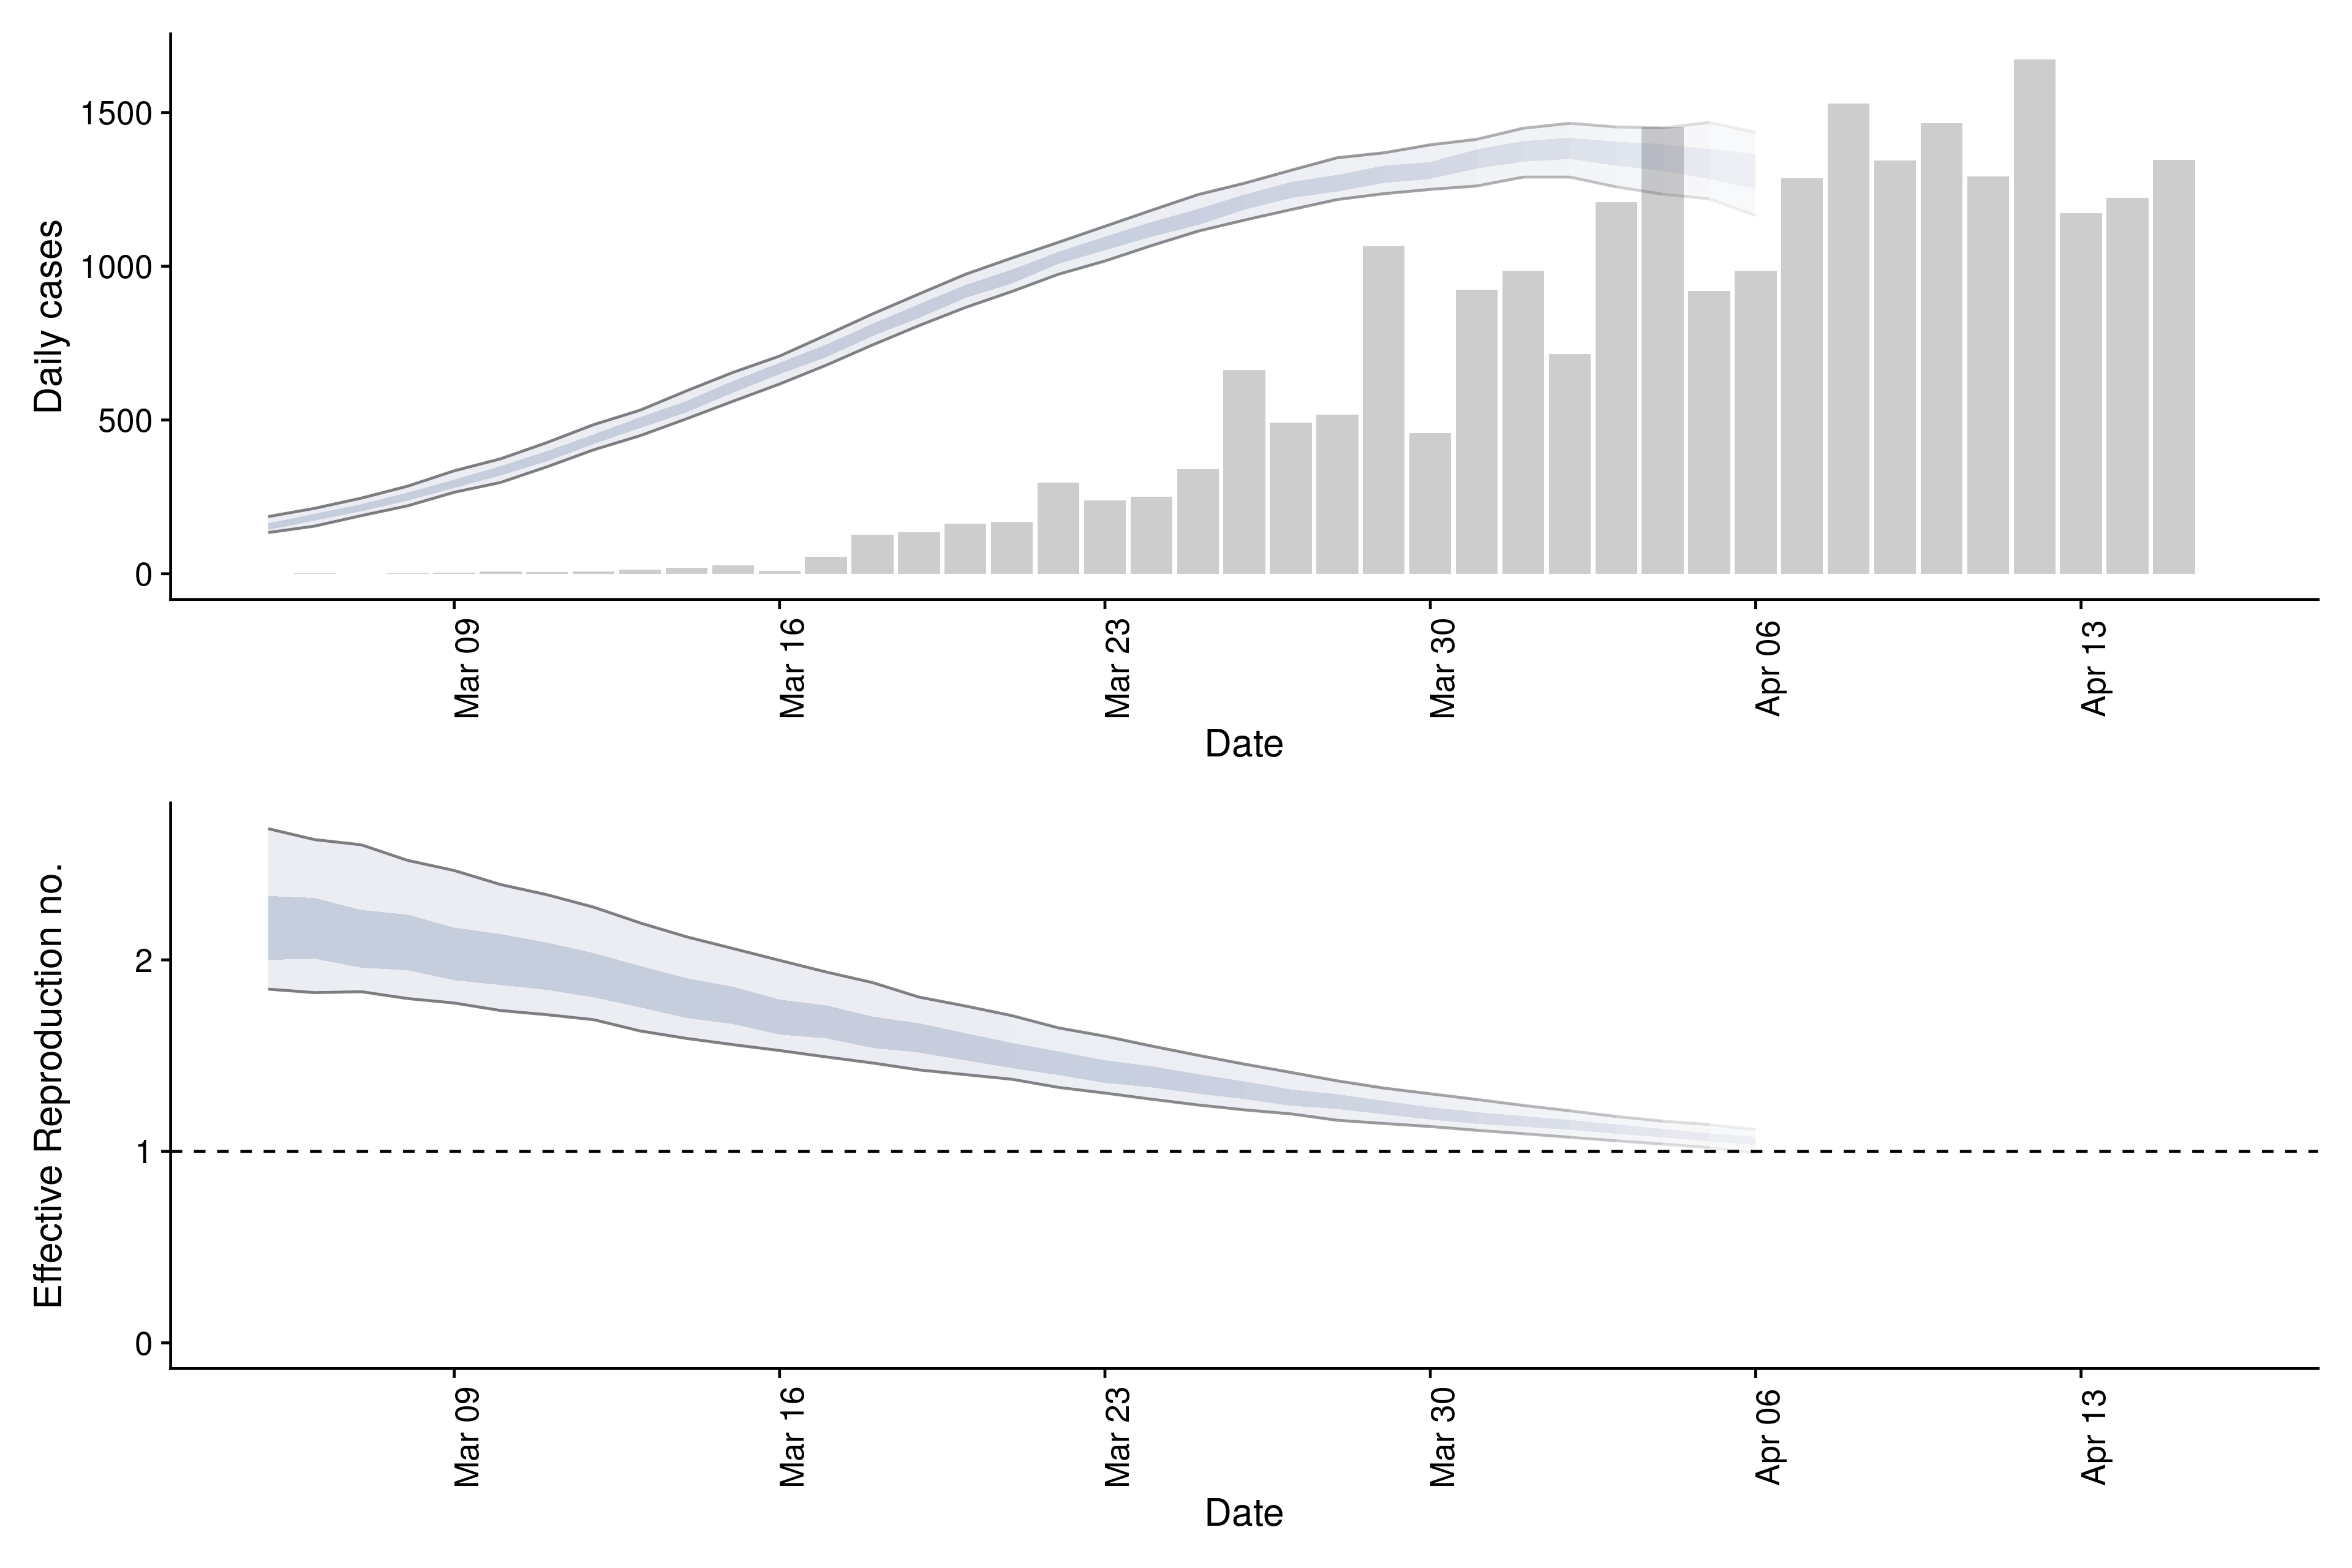 Daily cases
1500
1000
500
0
Mar 09
Mar 16
Mar 23
Mar 30
Apr 06
Apr 13
Date
Effective Reproduction no.
2
1
0
Mar 09
Mar 16
Mar 23
Mar 30
Apr 06
Apr 13
Date